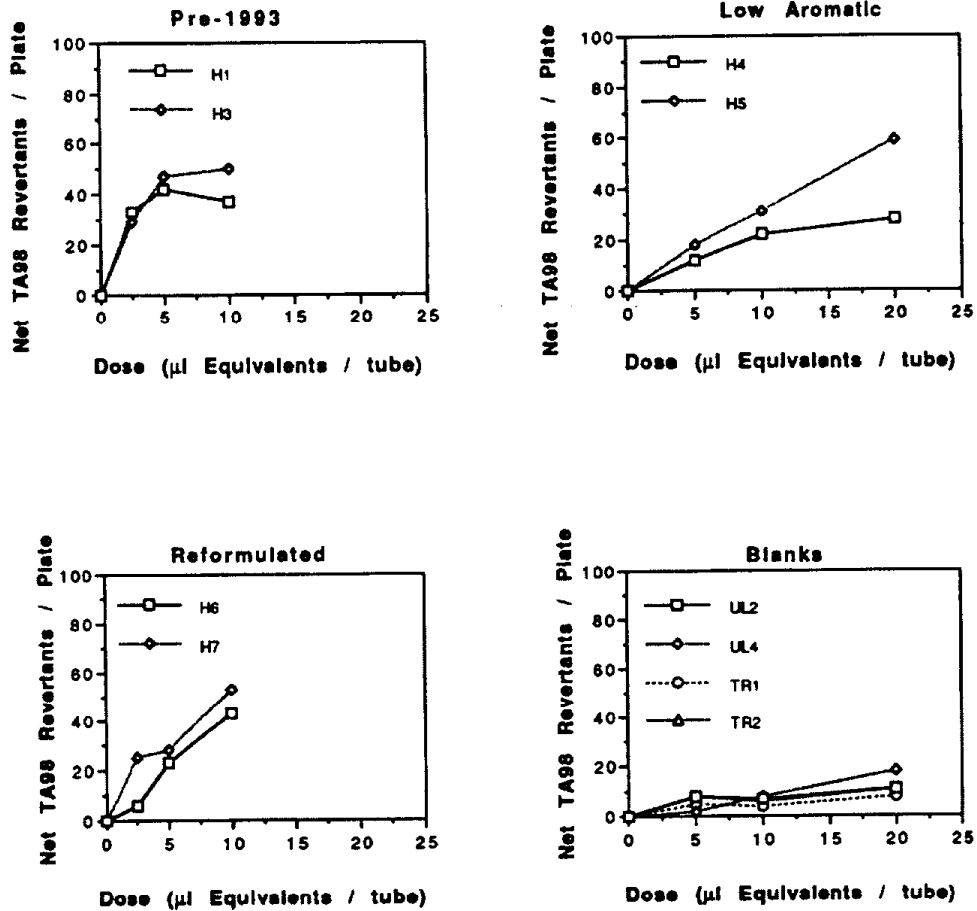 Pre-1993
Net TA98 Revertants / Plate
100
80
60
40
20
0
H1
H3
0 5 10 15 20 25
Dose (µl Equivalents / tube)
Low Aromatic
Net TA98 Revertants / Plate
100
80
60
40
20
0
H4
H5
0 5 10 15 20 25
Dose (µl Equivalents / tube)
Reformulated
Net TA98 Revertants / Plate
100
80
60
40
20
0
H6
H7
0 5 10 15 20 25
Dose (µl Equivalents / tube)
Blanks
Net TA98 Revertants / Plate
100
80
60
40
20
0
UL2
UL4
TR1
TR2
0 5 10 15 20 25
Dose (µl Equivalents / tube)